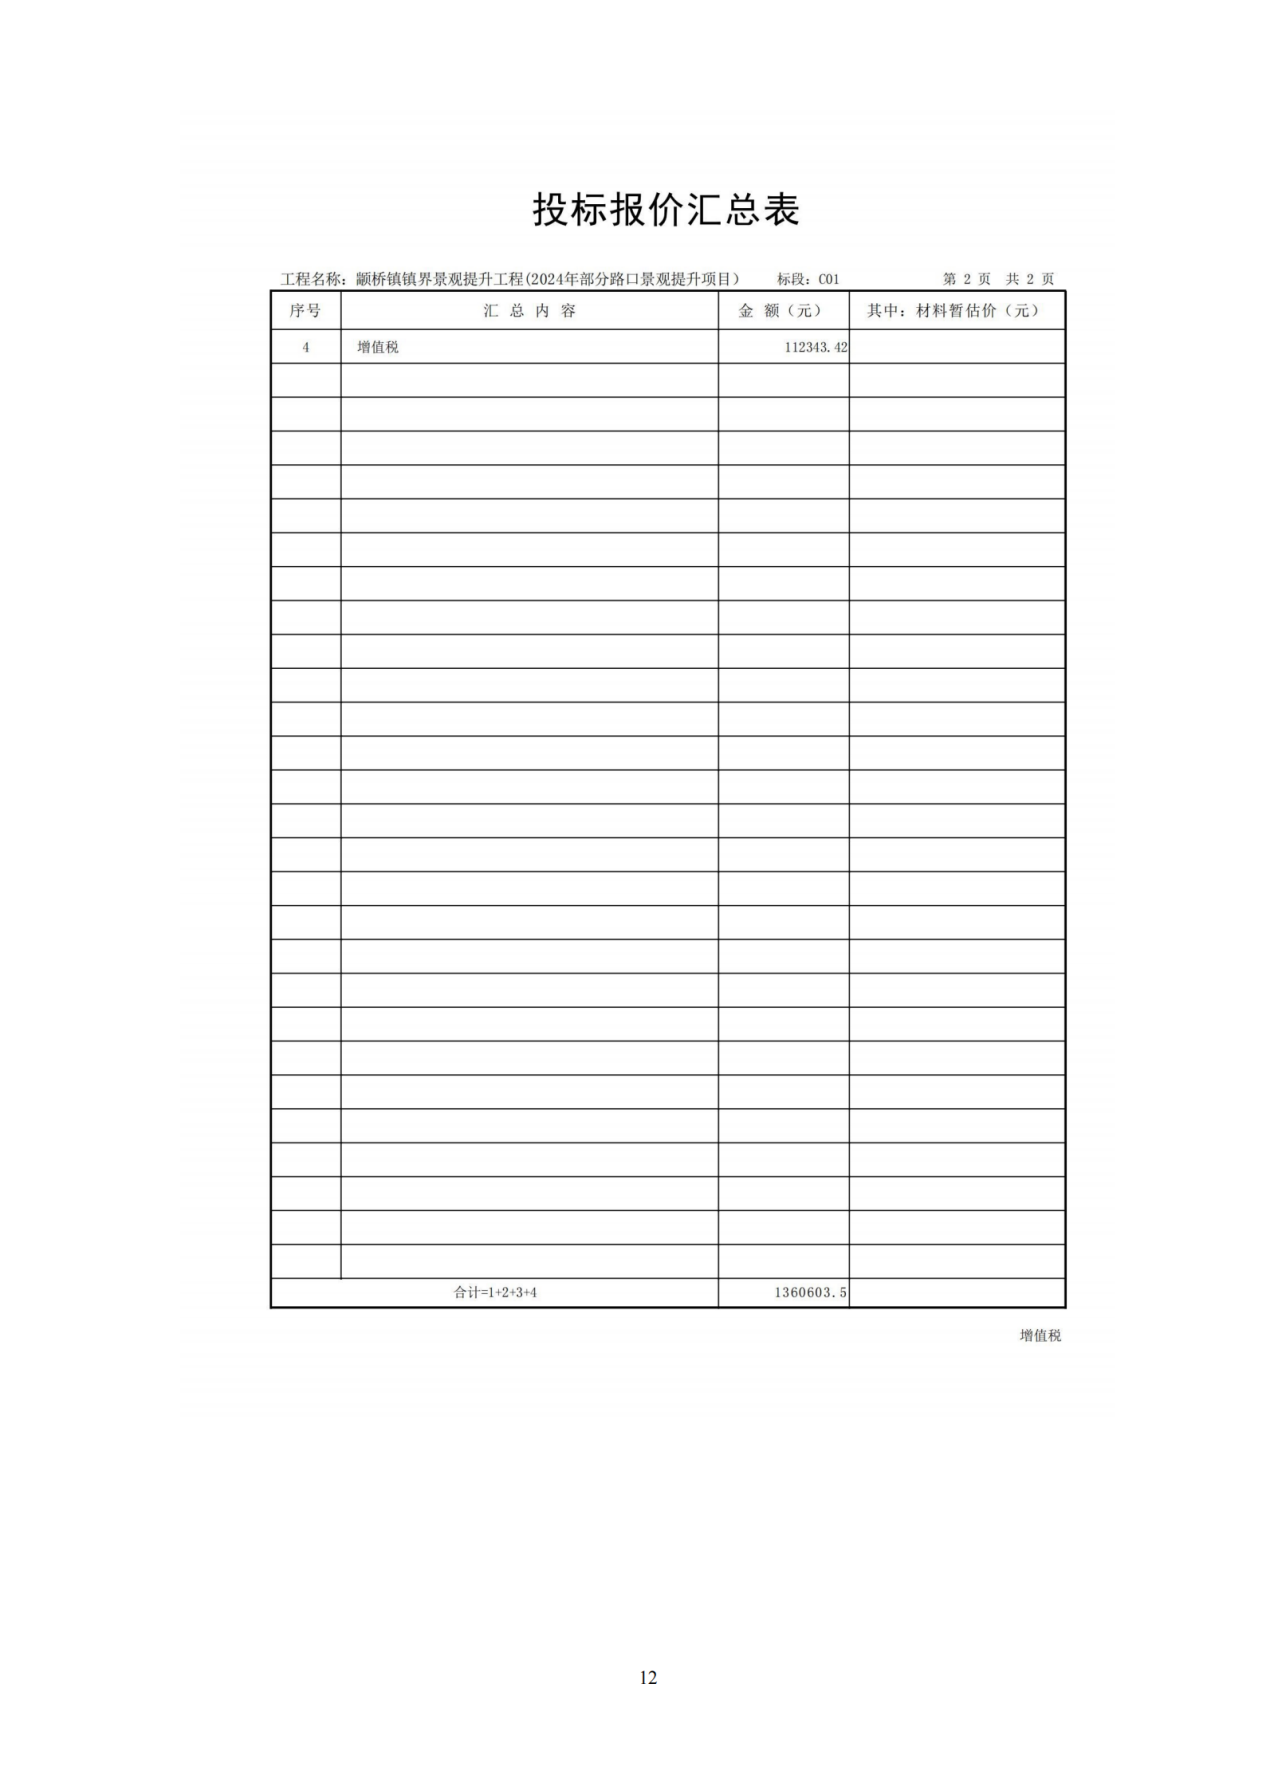 投标报价汇总表
工程名称：颛桥镇镇界景观提升工程(2024年部分路口景观提升项目） 标段：C01 第 2 页 共 2 页
序号 汇 总 内 容 金 额（元） 其中：材料暂估价（元）
4 增值税 112343.42
合计=1+2+3+4 1360603.5
增值税
12